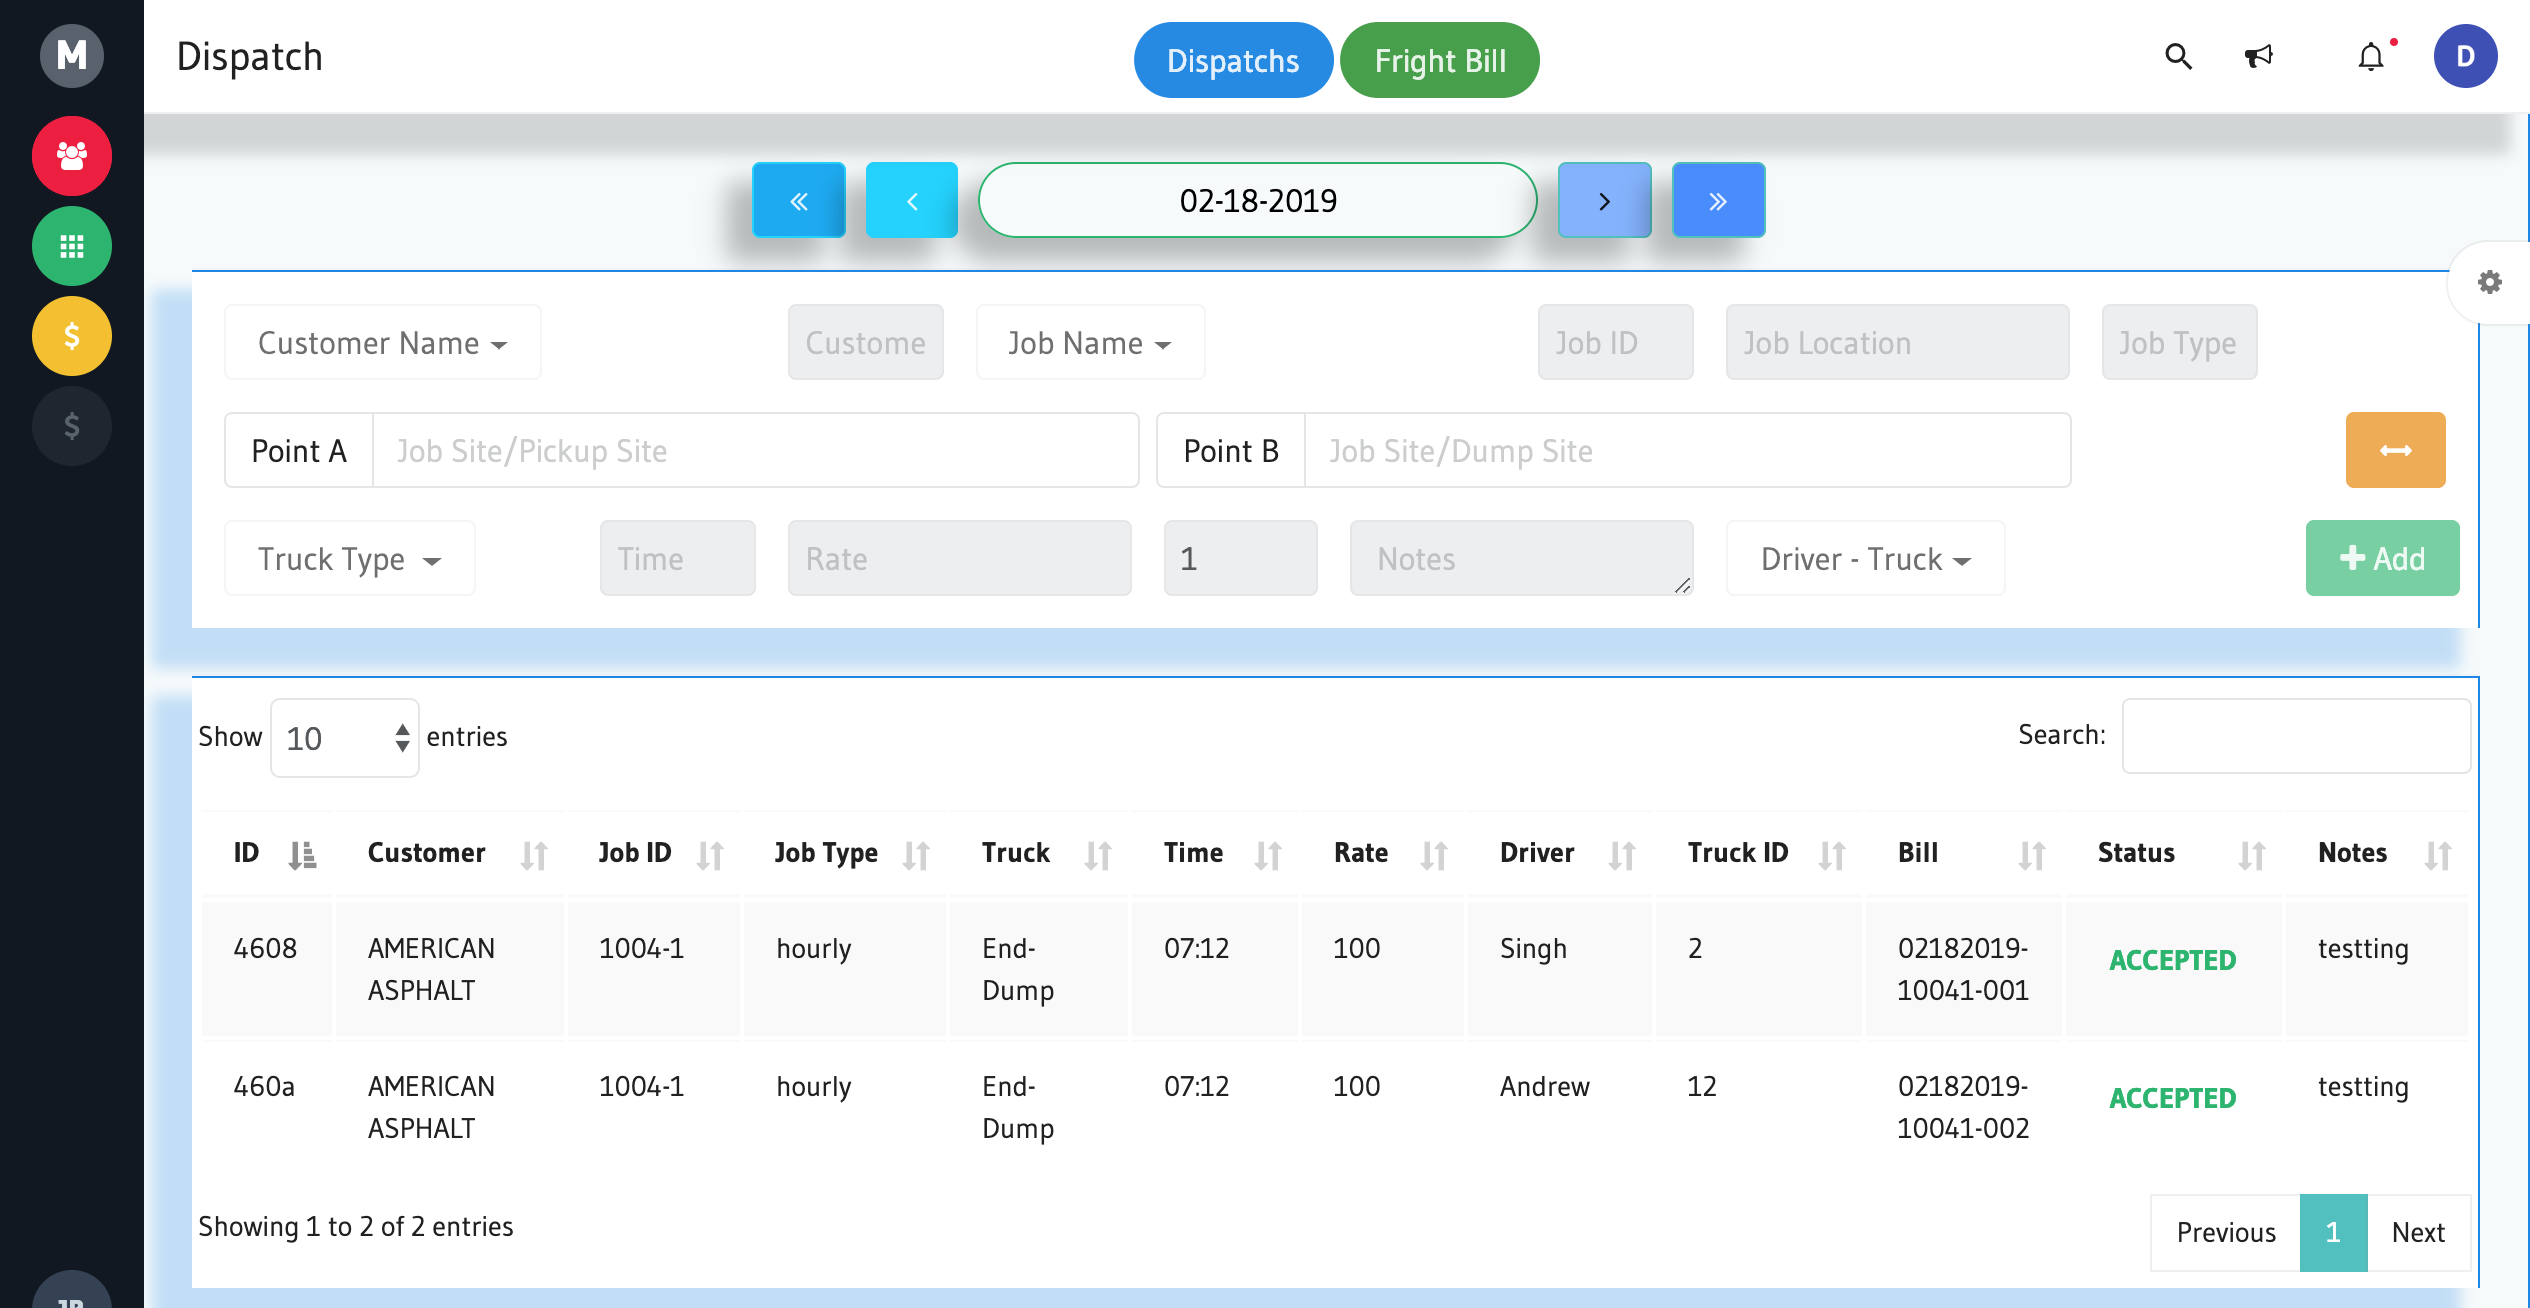 M
Dispatch
Dispatchs
Fright Bill
D
$
$
«
‹
02-18-2019
›
»
Customer Name
Custome
Job Name
Job ID
Job Location
Job Type
Point A
Job Site/Pickup Site
Point B
Job Site/Dump Site
Truck Type
Time
Rate
1
Notes
Driver - Truck
+ Add
Show 10 entries
Search:
ID Customer Job ID Job Type Truck Time Rate Driver Truck ID Bill Status Notes
4608 AMERICAN 1004-1 hourly End- 07:12 100 Singh 2 02182019- ACCEPTED testting
ASPHALT Dump 10041-001
460a AMERICAN 1004-1 hourly End- 07:12 100 Andrew 12 02182019- ACCEPTED testting
ASPHALT Dump 10041-002
Showing 1 to 2 of 2 entries
Previous 1 Next